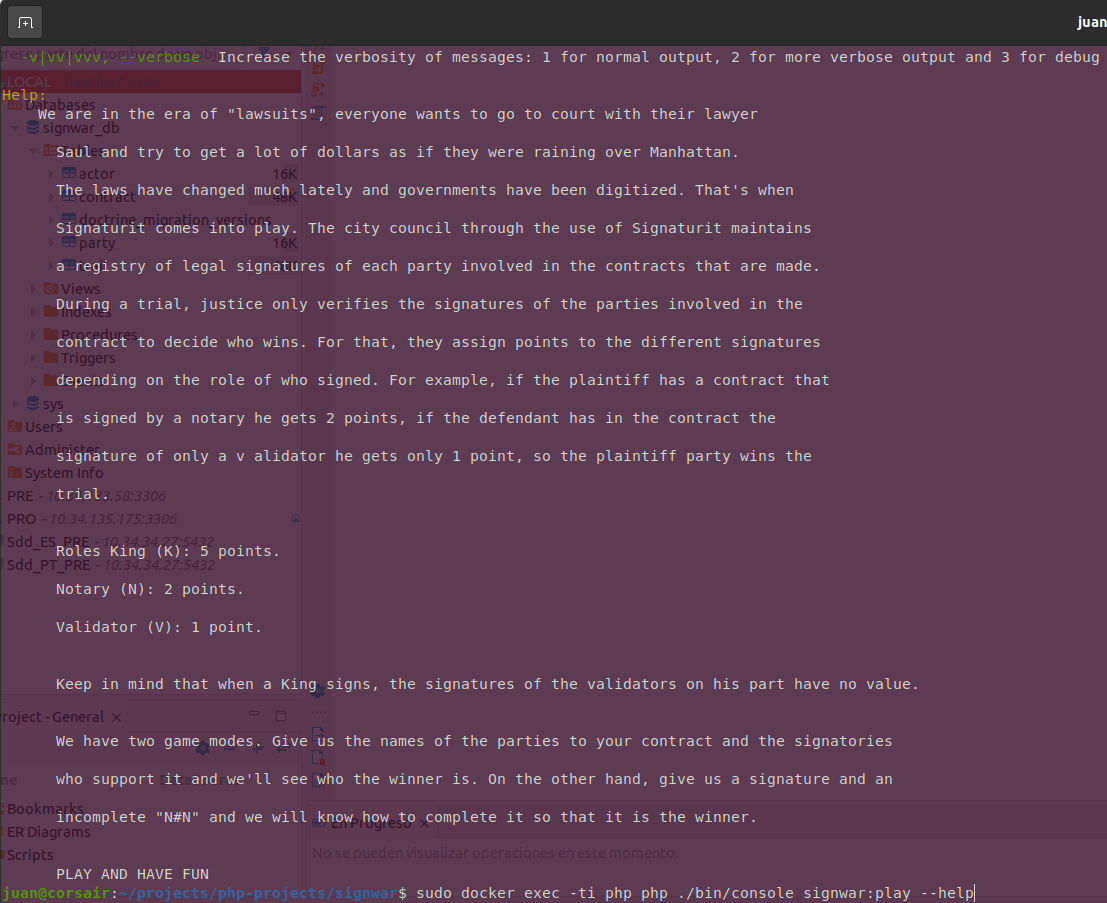 juan
-v|vv|vvv, --verbose Increase the verbosity of messages: 1 for normal output, 2 for more verbose output and 3 for debug
LOCAL
Help:
Databases
We are in the era of "lawsuits", everyone wants to go to court with their lawyer
signwar_db
Saul and try to get a lot of dollars as if they were raining over Manhattan.
Tables
actor 16K
The laws have changed much lately and governments have been digitized. That's when
contract 48K
doctrine_migration_versions
Signaturit comes into play. The city council through the use of Signaturit maintains
party 16K
a registry of legal signatures of each party involved in the contracts that are made.
Views
During a trial, justice only verifies the signatures of the parties involved in the
Indexes
Procedures
contract to decide who wins. For that, they assign points to the different signatures
Triggers
depending on the role of who signed. For example, if the plaintiff has a contract that
sys
is signed by a notary he gets 2 points, if the defendant has in the contract the
Users
Administer
signature of only a v alidator he gets only 1 point, so the plaintiff party wins the
System Info
trial.
PRE
PRO - 10.34.135.175:3306
Sdd_ES_PRE - 10.34.34.27:5432
Roles King (K): 5 points.
Sdd_PT_PRE - 10.34.34.27:5432
Notary (N): 2 points.
Validator (V): 1 point.
Keep in mind that when a King signs, the signatures of the validators on his part have no value.
roject - General
We have two game modes. Give us the names of the parties to your contract and the signatories
who support it and we'll see who the winner is. On the other hand, give us a signature and an
Bookmarks
incomplete "N#N" and we will know how to complete it so that it is the winner.
En Progreso
ER Diagrams
No se pueden visualizar operaciones en este momento.
Scripts
PLAY AND HAVE FUN
juan@corsair:~/projects/php-projects/signwar$ sudo docker exec -ti php php ./bin/console signwar:play --help